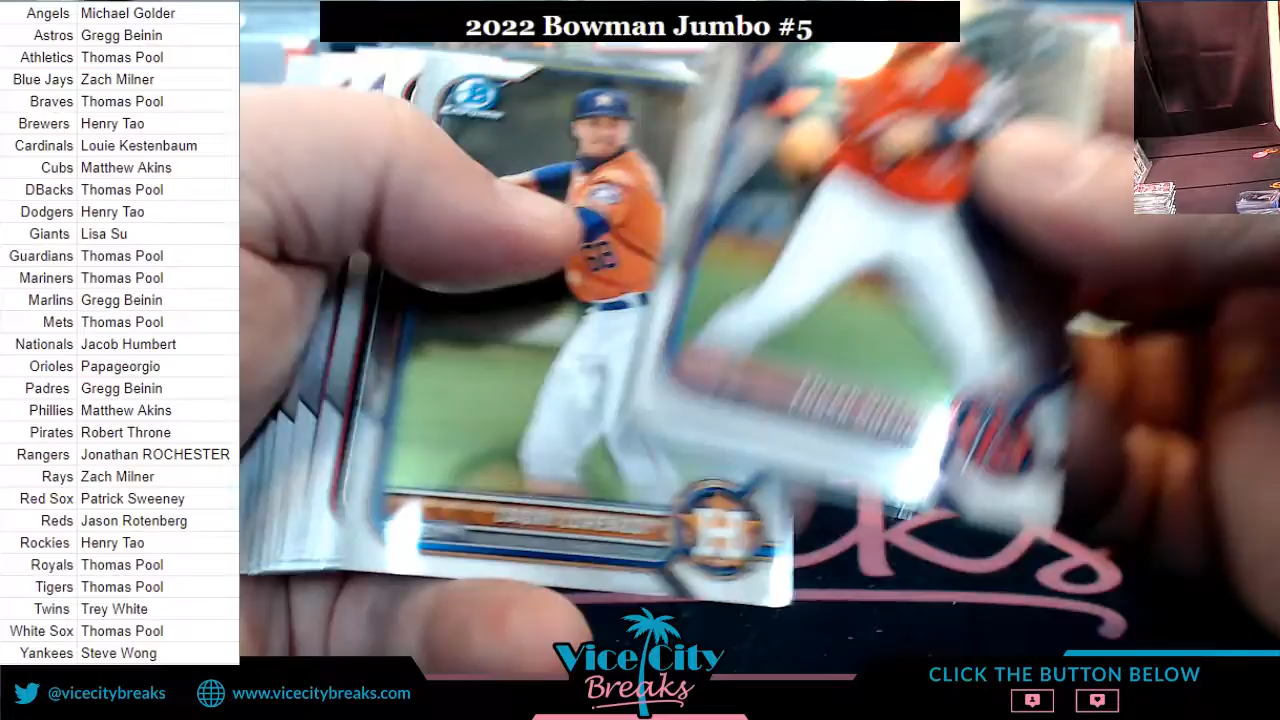 2022 Bowman Jumbo #5
Angels Michael Golder
Astros Gregg Beinin
Athletics Thomas Pool
Blue Jays Zach Milner
Braves Thomas Pool
Brewers Henry Tao
Cardinals Louie Kestenbaum
Cubs Matthew Akins
DBacks Thomas Pool
Dodgers Henry Tao
Giants Lisa Su
Guardians Thomas Pool
Mariners Thomas Pool
Marlins Gregg Beinin
Mets Thomas Pool
Nationals Jacob Humbert
Orioles Papageorgio
Padres Gregg Beinin
Phillies Matthew Akins
Pirates Robert Throne
Rangers Jonathan ROCHESTER
Rays Zach Milner
Red Sox Patrick Sweeney
Reds Jason Rotenberg
Rockies Henry Tao
Royals Thomas Pool
Tigers Thomas Pool
Twins Trey White
White Sox Thomas Pool
Yankees Steve Wong
H
@vicecitybreaks
www.vicecitybreaks.com
Vice City
Breaks
CLICK THE BUTTON BELOW